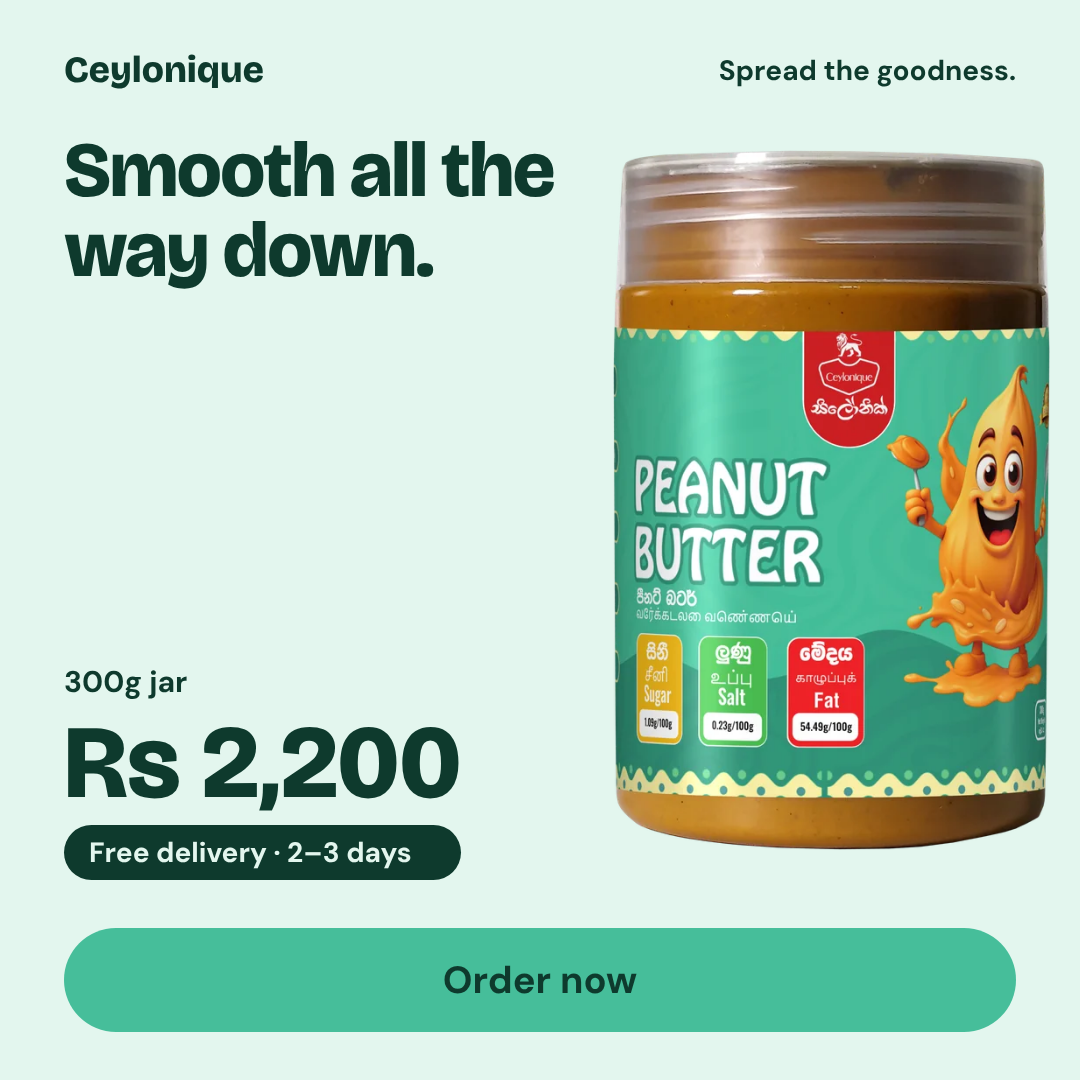 Ceylonique
Spread the goodness.
Smooth all the
way down.
Ceylonique
සිලෝනික්
PEANUT
BUTTER
පීනට් බටර්
සිනි
சீனி
Sugar
1.09g/100g
ලුණු
உப்பு
Salt
0.23g/100g
මේදය
காழுப்புக்
Fat
54.49g/100g
300g jar
Rs 2,200
Free delivery · 2–3 days
Order now